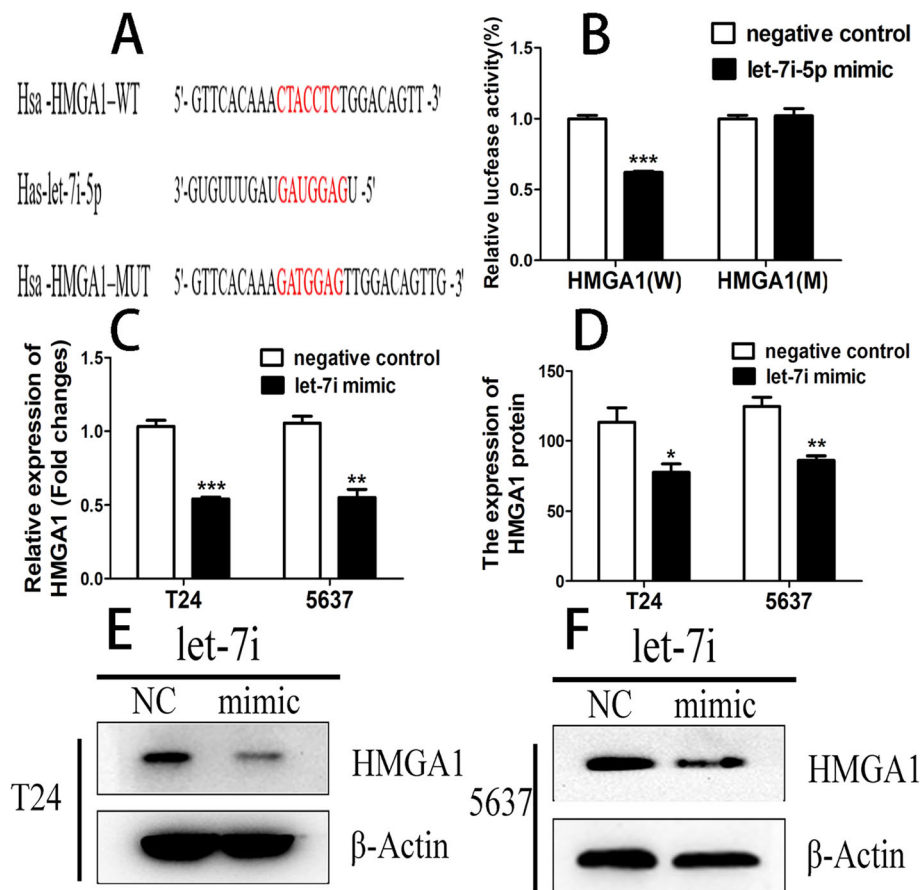 A
Hsa-HMGA1-WT 5'-GTTCACAAACTACCTCTGGACAGTT-3'
Has-let-7i-5p 3'-GUGUUUGAUGAUGGAGU-5'
Hsa-HMGA1-MUT 5'-GTTCACAAAGATGGAGTTGGACAGTTG-3'
B
negative control
let-7i-5p mimic
Relative lucfease activity(%)
1.5
1.0
0.5
0.0
***
HMGA1(W) HMGA1(M)
C
negative control
let-7i mimic
Relative expression of
HMGA1 (Fold changes)
1.5
1.0
0.5
0.0
*** **
T24 5637
D
negative control
let-7i mimic
The expression of
HMGA1 protein
150
100
50
0
* **
T24 5637
E
let-7i
NC mimic
T24
HMGA1
β-Actin
F
let-7i
NC mimic
5637
HMGA1
β-Actin